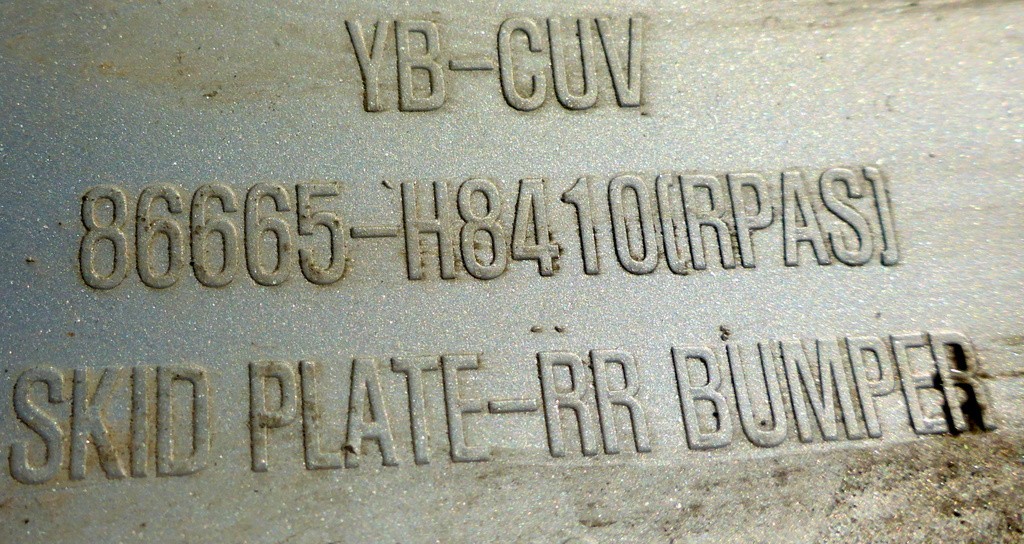 YB-CUV
86665-H8410(RPAS)
SKID PLATE-RR BUMPER